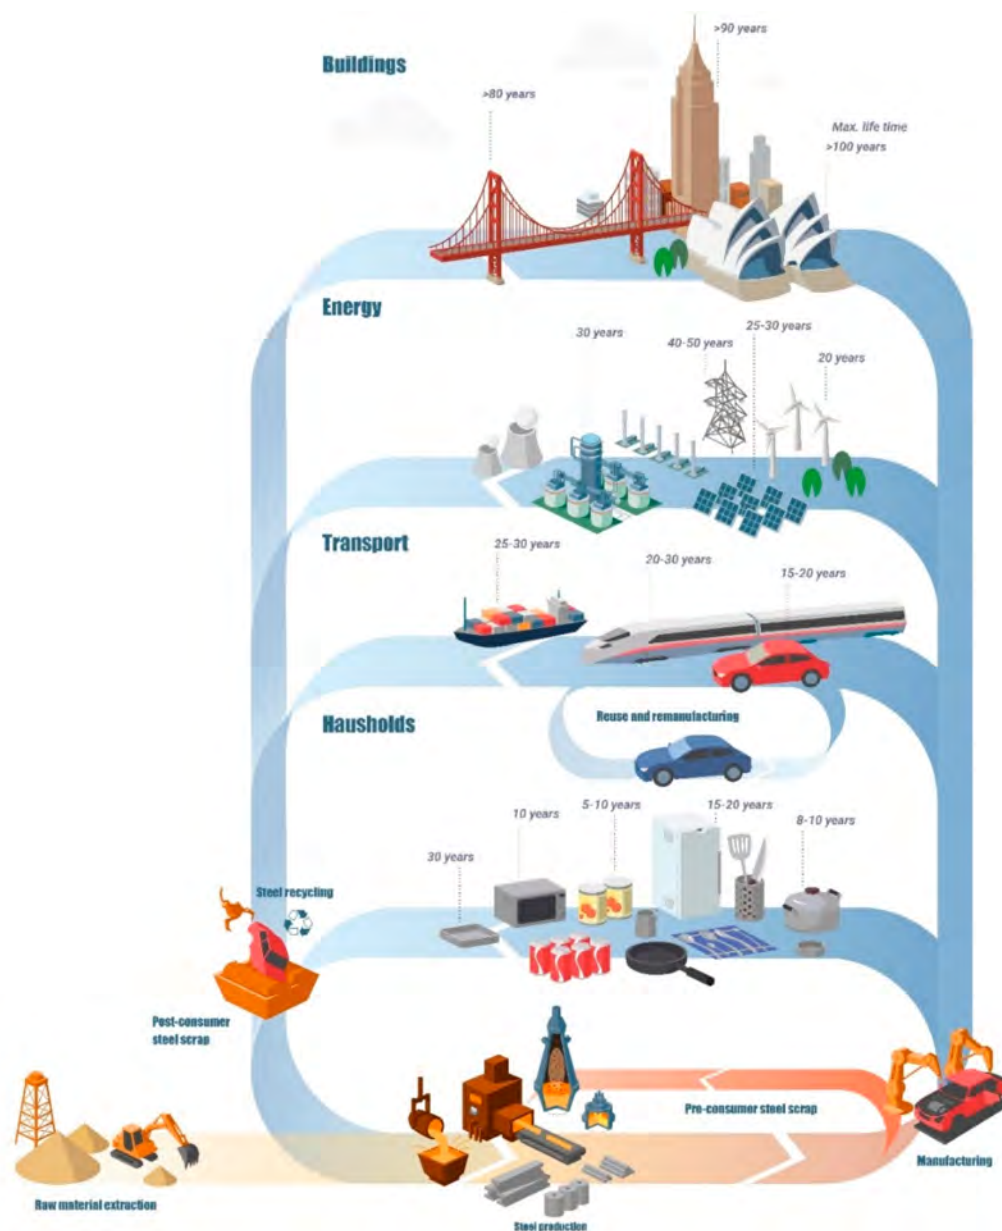 >90 years
Buildings
>80 years
Max. life time
>100 years
Energy
25-30 years
30 years
40-50 years
20 years
Transport
25-30 years
20-30 years
15-20 years
Reuse and remanufacturing
Hausholds
5-10 years
15-20 years
10 years
8-10 years
30 years
Steel recycling
Post-consumer
steel scrap
Pre-consumer steel scrap
Manufacturing
Raw material extraction
Steel production